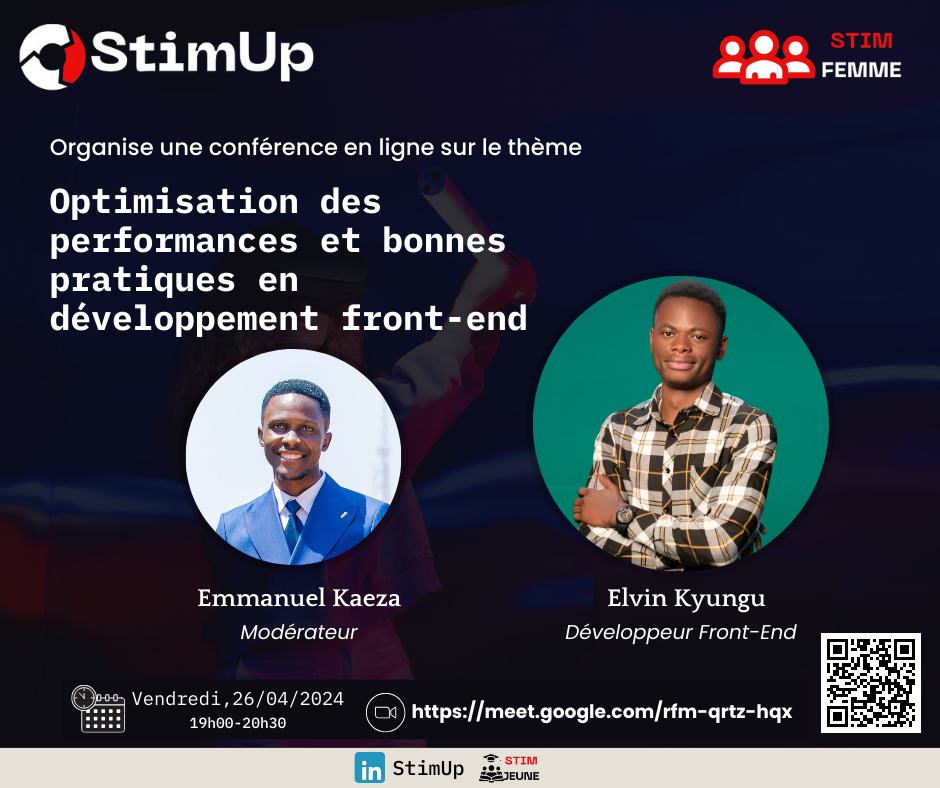 StimUp
STIM
FEMME
Organise une conférence en ligne sur le thème
Optimisation des
performances et bonnes
pratiques en
développement front-end
Emmanuel Kaeza
Modérateur
Elvin Kyungu
Développeur Front-End
Vendredi,26/04/2024
19h00-20h30
https://meet.google.com/rfm-qrtz-hqx
in StimUp
STIM
JEUNE